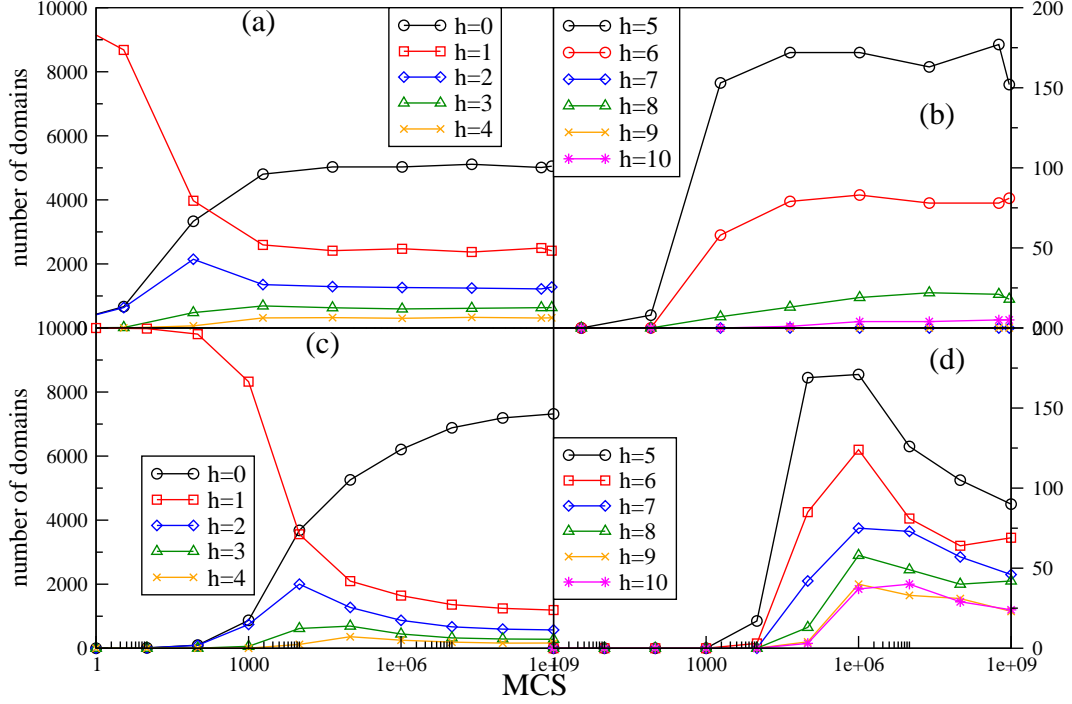 (a)
(b)
(c)
(d)
number of domains
number of domains
MCS
10000
8000
6000
4000
2000
10000
8000
6000
4000
2000
0
200
150
100
50
0
200
150
100
50
0
1
1000
1e+06
1e+09
1
1000
1e+06
1e+09
h=0
h=1
h=2
h=3
h=4
h=5
h=6
h=7
h=8
h=9
h=10
h=0
h=1
h=2
h=3
h=4
h=5
h=6
h=7
h=8
h=9
h=10